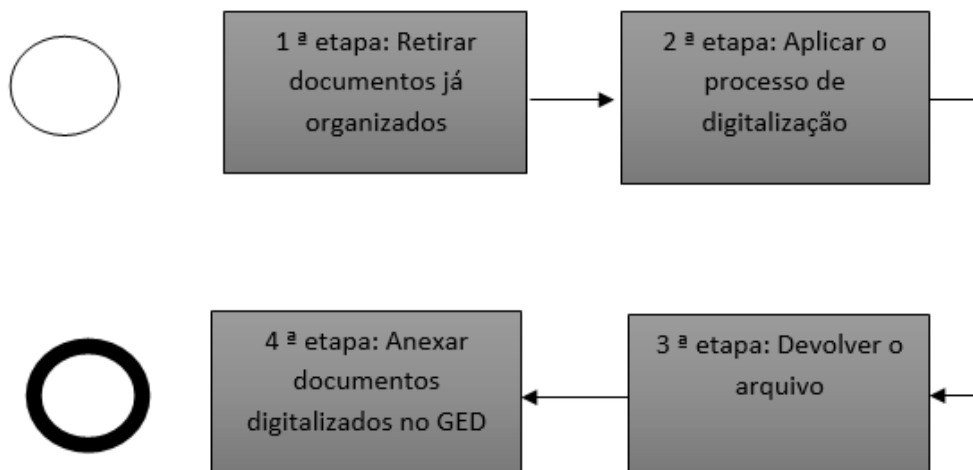 1 ª etapa: Retirar
documentos já
organizados
2 ª etapa: Aplicar o
processo de
digitalização
3 ª etapa: Devolver o
arquivo
4 ª etapa: Anexar
documentos
digitalizados no GED